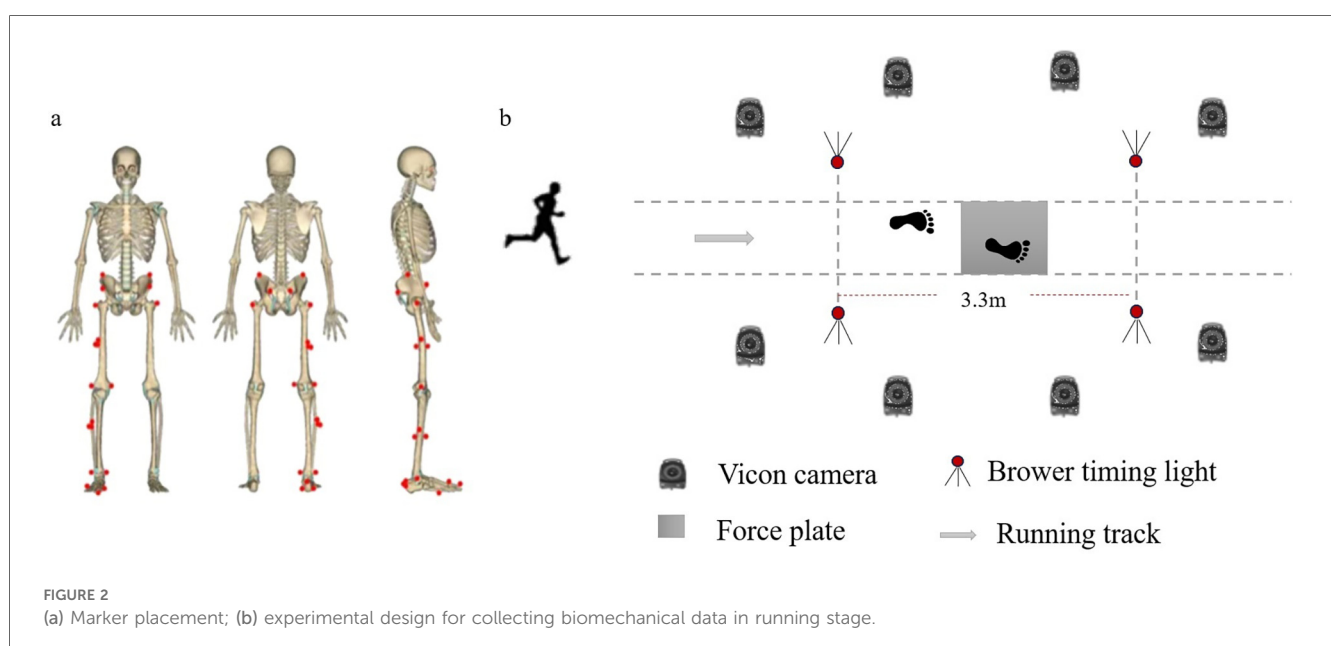 a
b
3.3m
Vicon camera
Brower timing light
Force plate
Running track
FIGURE 2
(a) Marker placement; (b) experimental design for collecting biomechanical data in running stage.